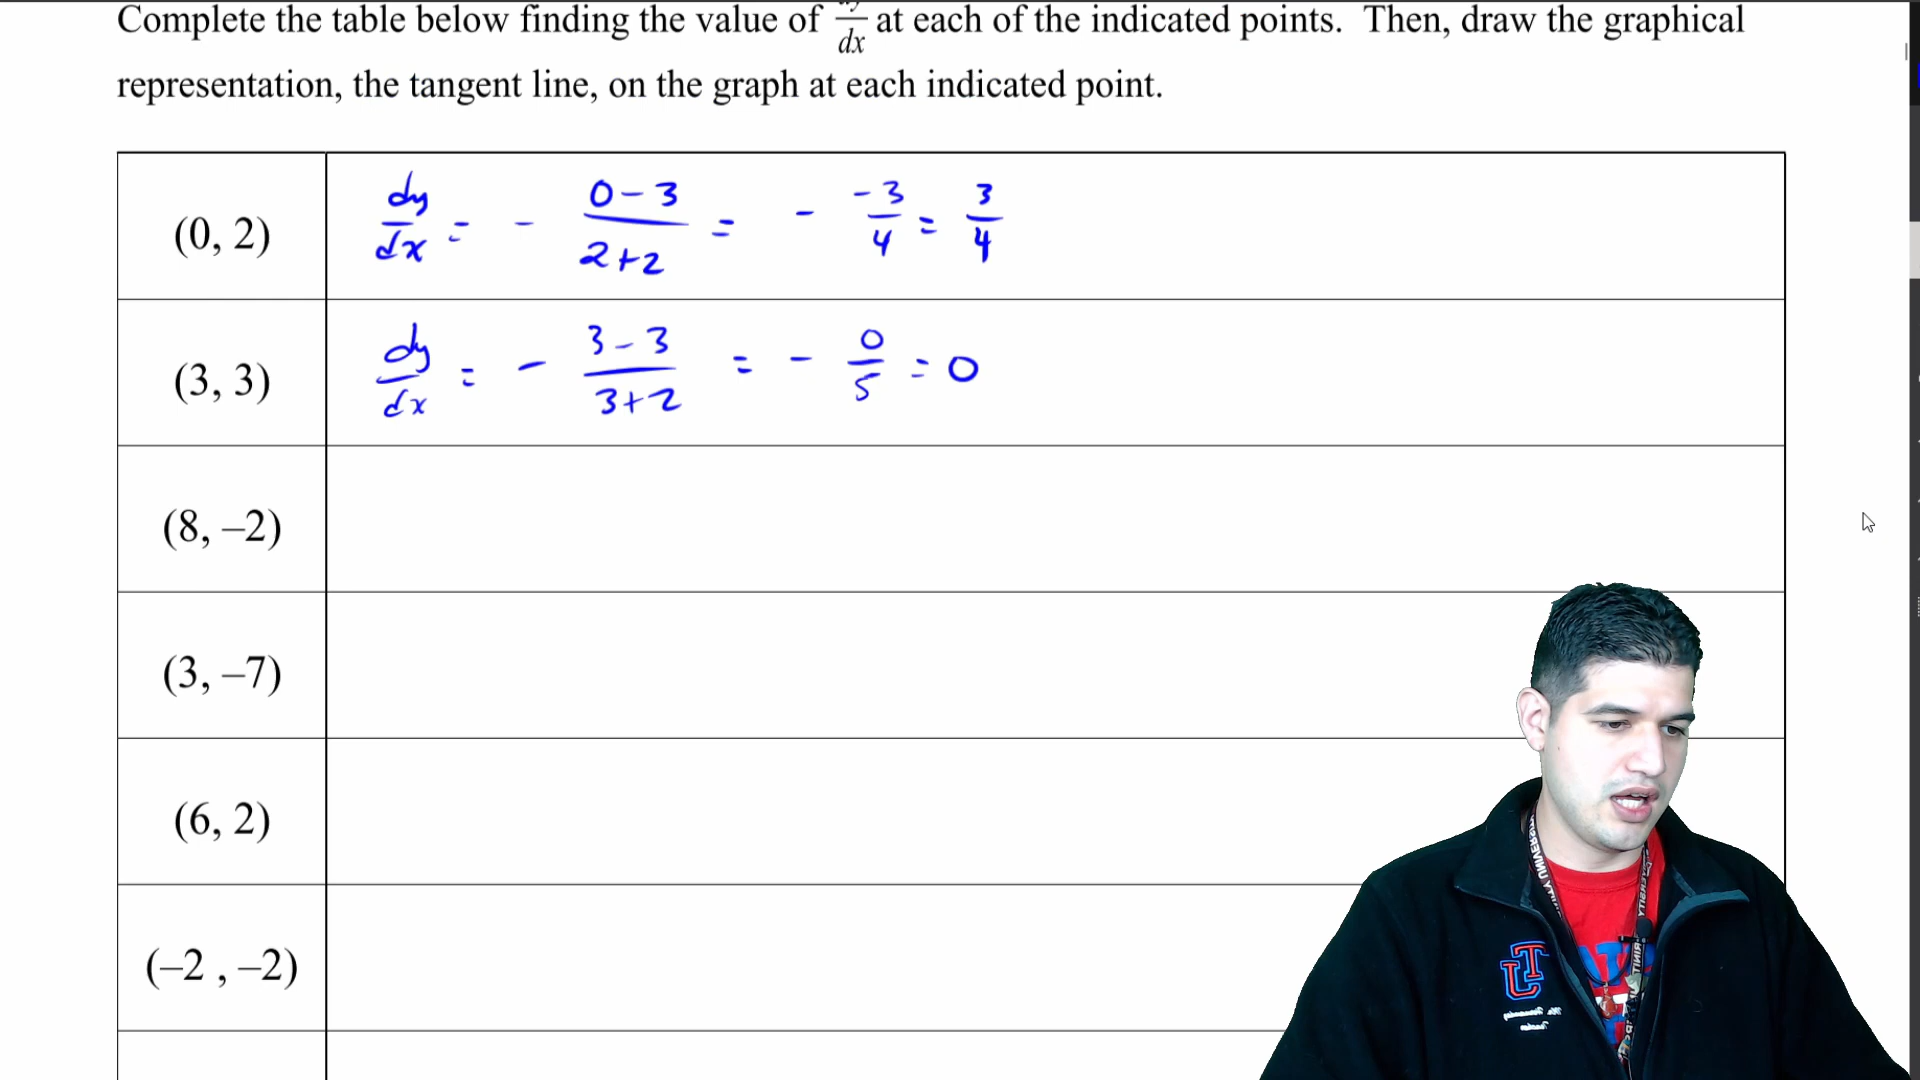 Complete the table below finding the value of dy/dx at each of the indicated points. Then, draw the graphical
representation, the tangent line, on the graph at each indicated point.
(0, 2) dy/dx = - (0-3)/(2+2) = - -3/4 = 3/4
(3, 3) dy/dx = - (3-3)/(3+2) = - 0/5 = 0
(8, –2)
(3, –7)
(6, 2)
(–2 , –2)